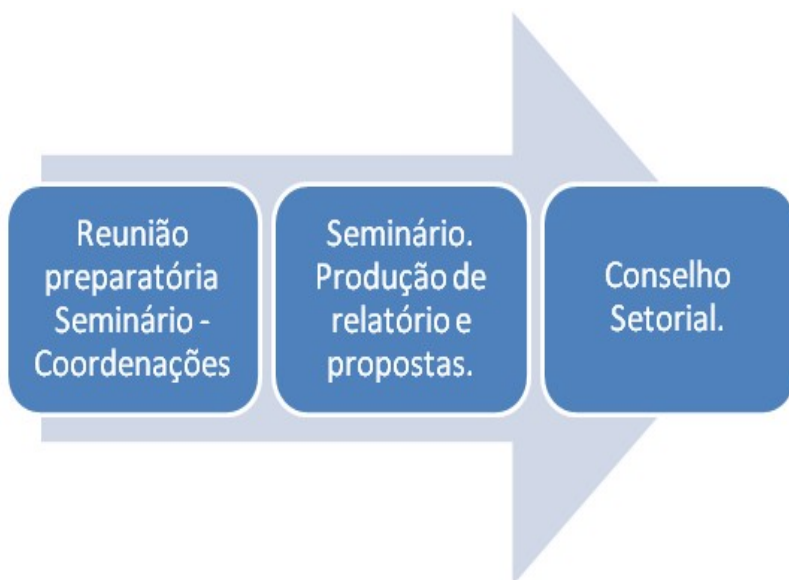 Reunião
preparatória
Seminário -
Coordenações
Seminário.
Produção de
relatório e
propostas.
Conselho
Setorial.